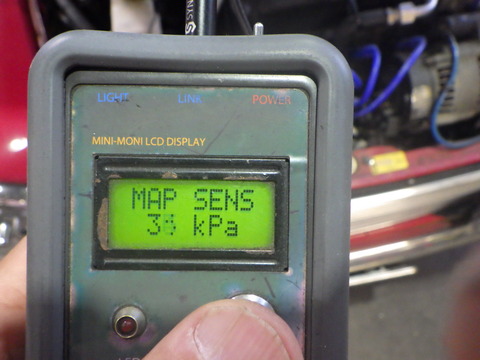 LIGHT LINK POWER
MINI-MONI LCD DISPLAY
MAP SENS
kPa